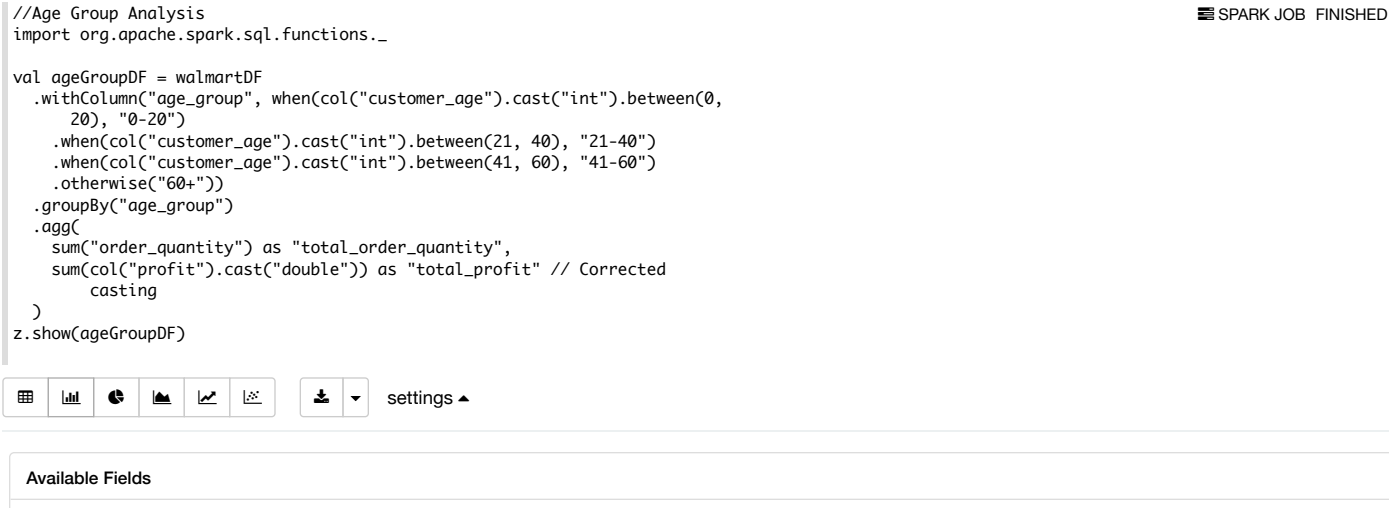 //Age Group Analysis
SPARK JOB FINISHED
import org.apache.spark.sql.functions._
val ageGroupDF = walmartDF
.withColumn("age_group", when(col("customer_age").cast("int").between(0,
20), "0-20")
.when(col("customer_age").cast("int").between(21, 40), "21-40")
.when(col("customer_age").cast("int").between(41, 60), "41-60")
.otherwise("60+"))
.groupBy("age_group")
.agg(
sum("order_quantity") as "total_order_quantity",
sum(col("profit").cast("double")) as "total_profit" // Corrected
casting
)
z.show(ageGroupDF)
settings
Available Fields